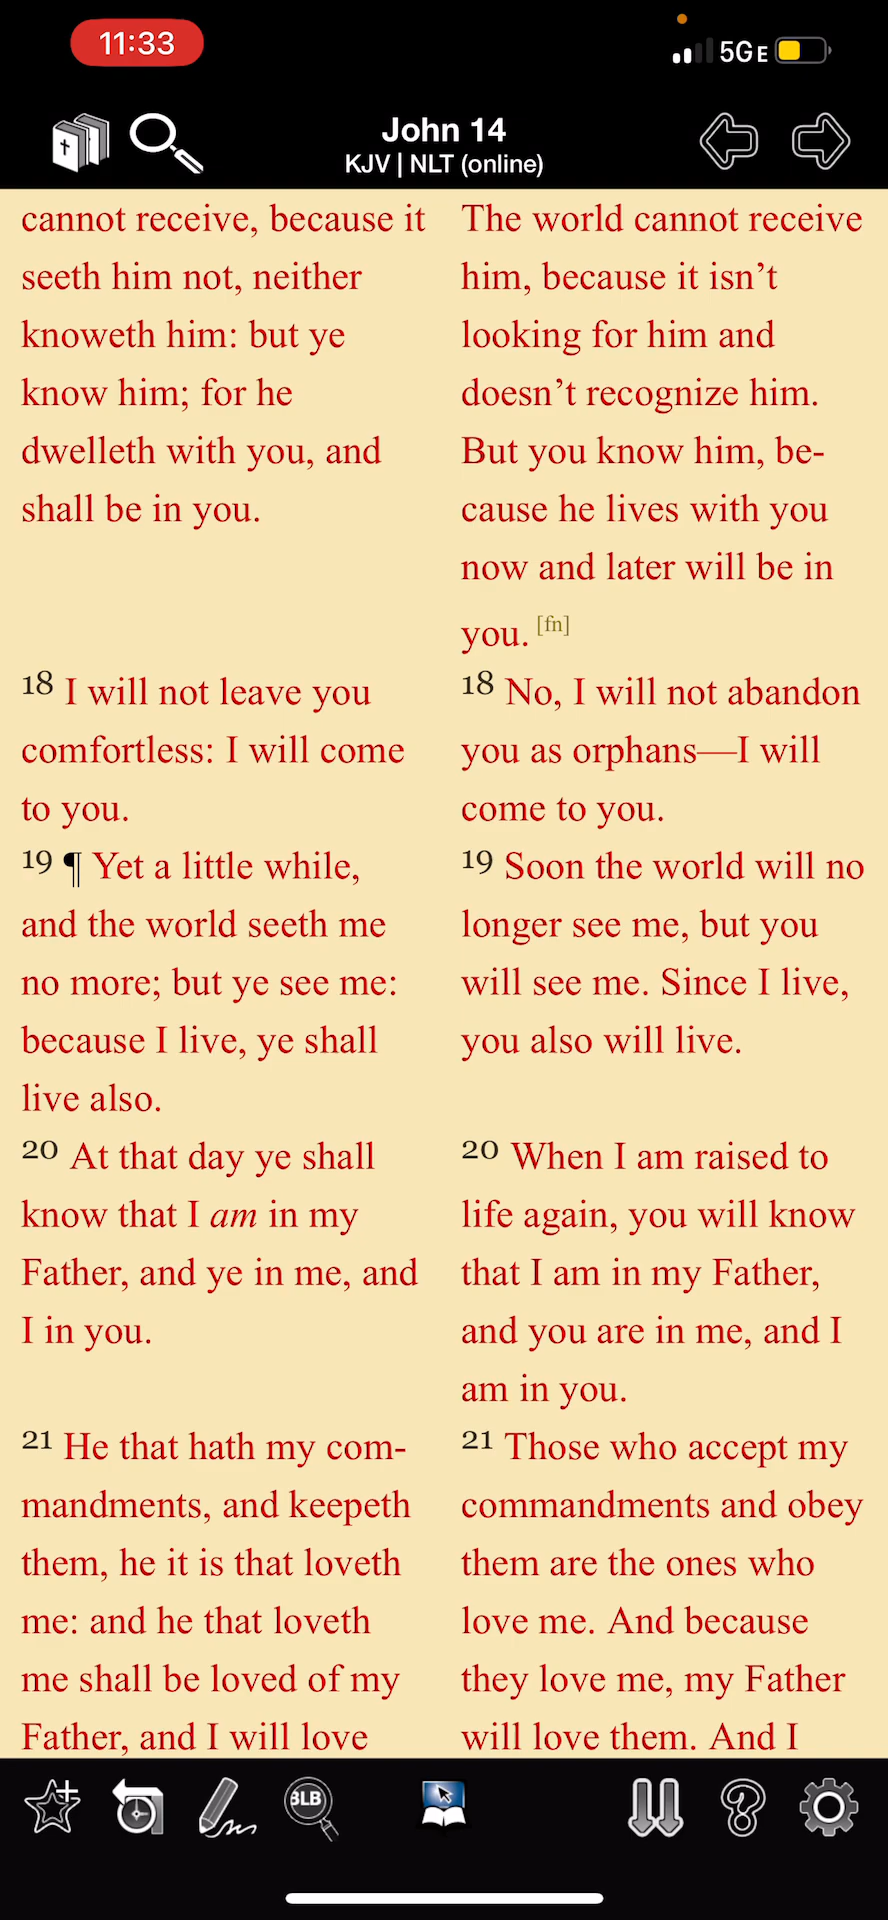 11:33
5GE
John 14
KJV | NLT (online)
cannot receive, because it
seeth him not, neither
knoweth him: but ye
know him; for he
dwelleth with you, and
shall be in you.
18 I will not leave you
comfortless: I will come
to you.
19 ¶ Yet a little while,
and the world seeth me
no more; but ye see me:
because I live, ye shall
live also.
20 At that day ye shall
know that I am in my
Father, and ye in me, and
I in you.
21 He that hath my com-
mandments, and keepeth
them, he it is that loveth
me: and he that loveth
me shall be loved of my
Father, and I will love
The world cannot receive
him, because it isn’t
looking for him and
doesn’t recognize him.
But you know him, be-
cause he lives with you
now and later will be in
you. [fn]
18 No, I will not abandon
you as orphans—I will
come to you.
19 Soon the world will no
longer see me, but you
will see me. Since I live,
you also will live.
20 When I am raised to
life again, you will know
that I am in my Father,
and you are in me, and I
am in you.
21 Those who accept my
commandments and obey
them are the ones who
love me. And because
they love me, my Father
will love them. And I
BLB